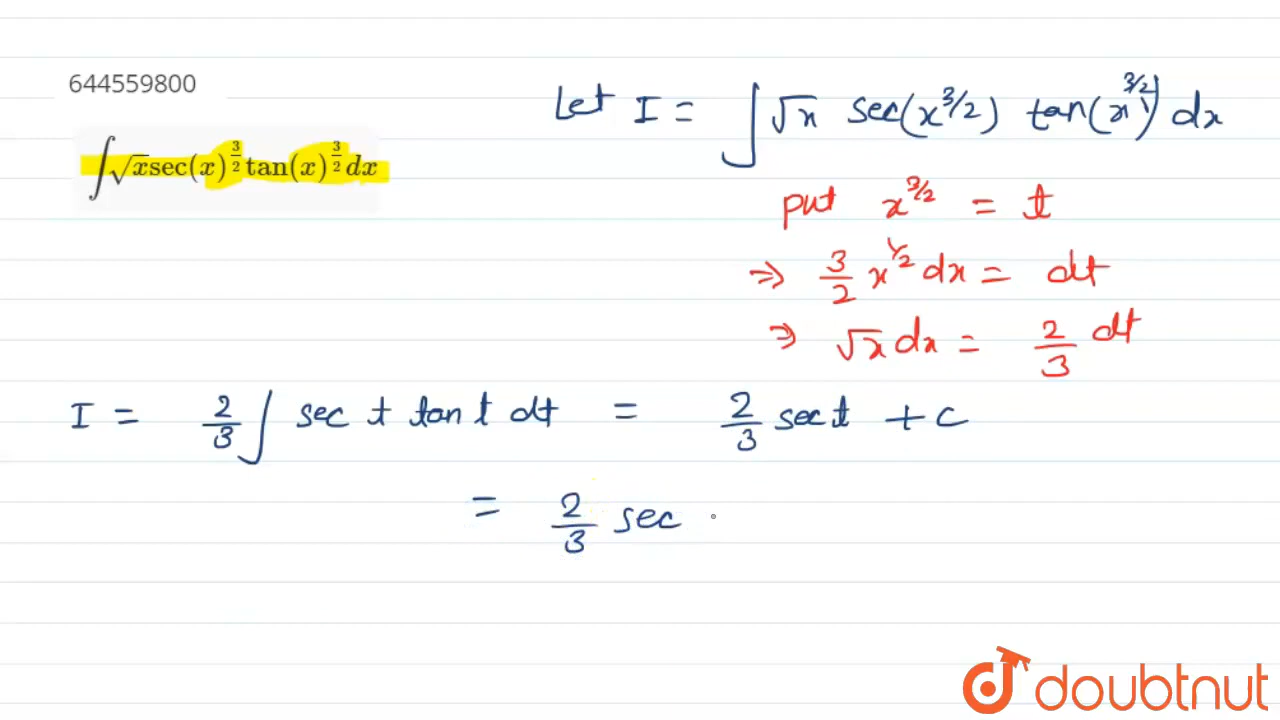 644559800
∫√x sec(x)^(3/2) tan(x)^(3/2) dx
Let I = ∫ √x sec(x^3/2) tan(x^3/2) dx
put x^3/2 = t
⇒ 3/2 x^1/2 dx = dt
⇒ √x dx = 2/3 dt
I = 2/3 ∫ sec t tan t dt = 2/3 sec t + c
= 2/3 sec
doubtnut